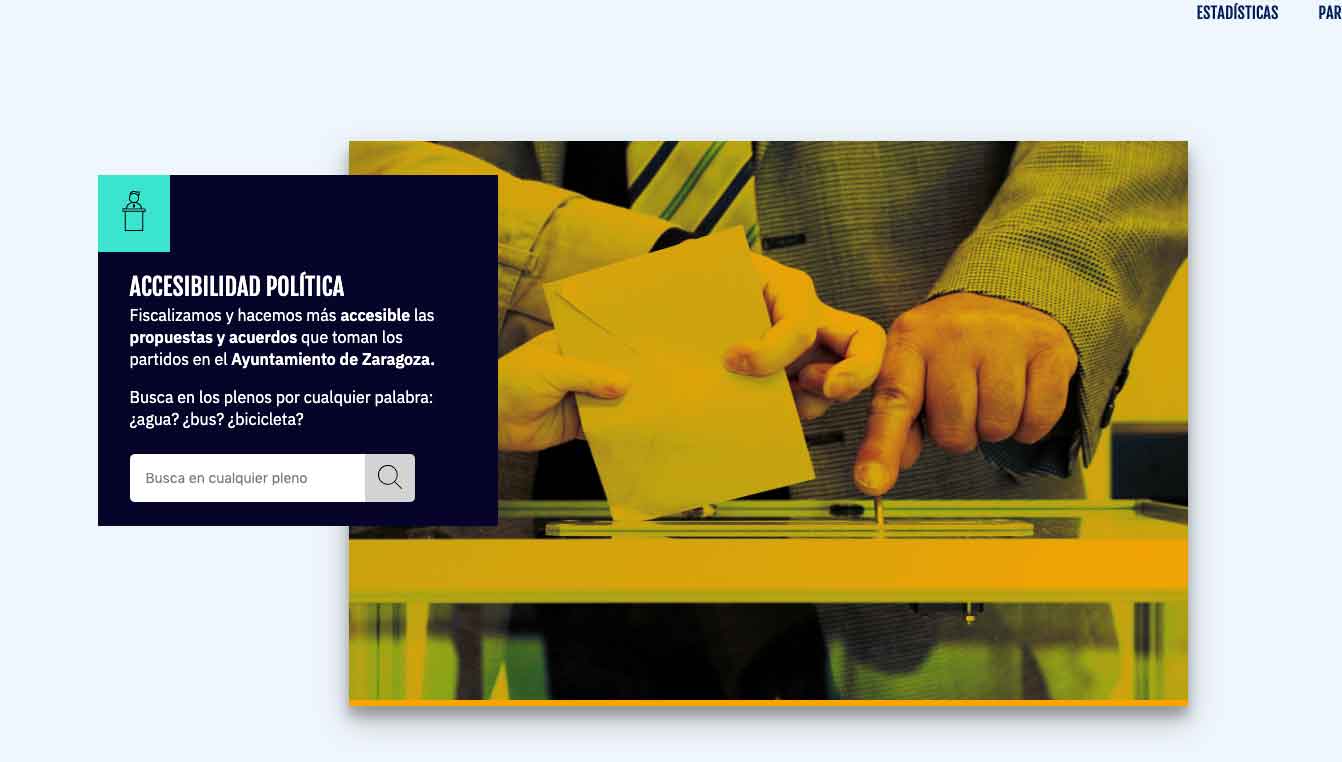 ESTADÍSTICAS
ACCESIBILIDAD POLÍTICA
Fiscalizamos y hacemos más accesible las
propuestas y acuerdos que toman los
partidos en el Ayuntamiento de Zaragoza.
Busca en los plenos por cualquier palabra:
¿agua? ¿bus? ¿bicicleta?
Busca en cualquier pleno